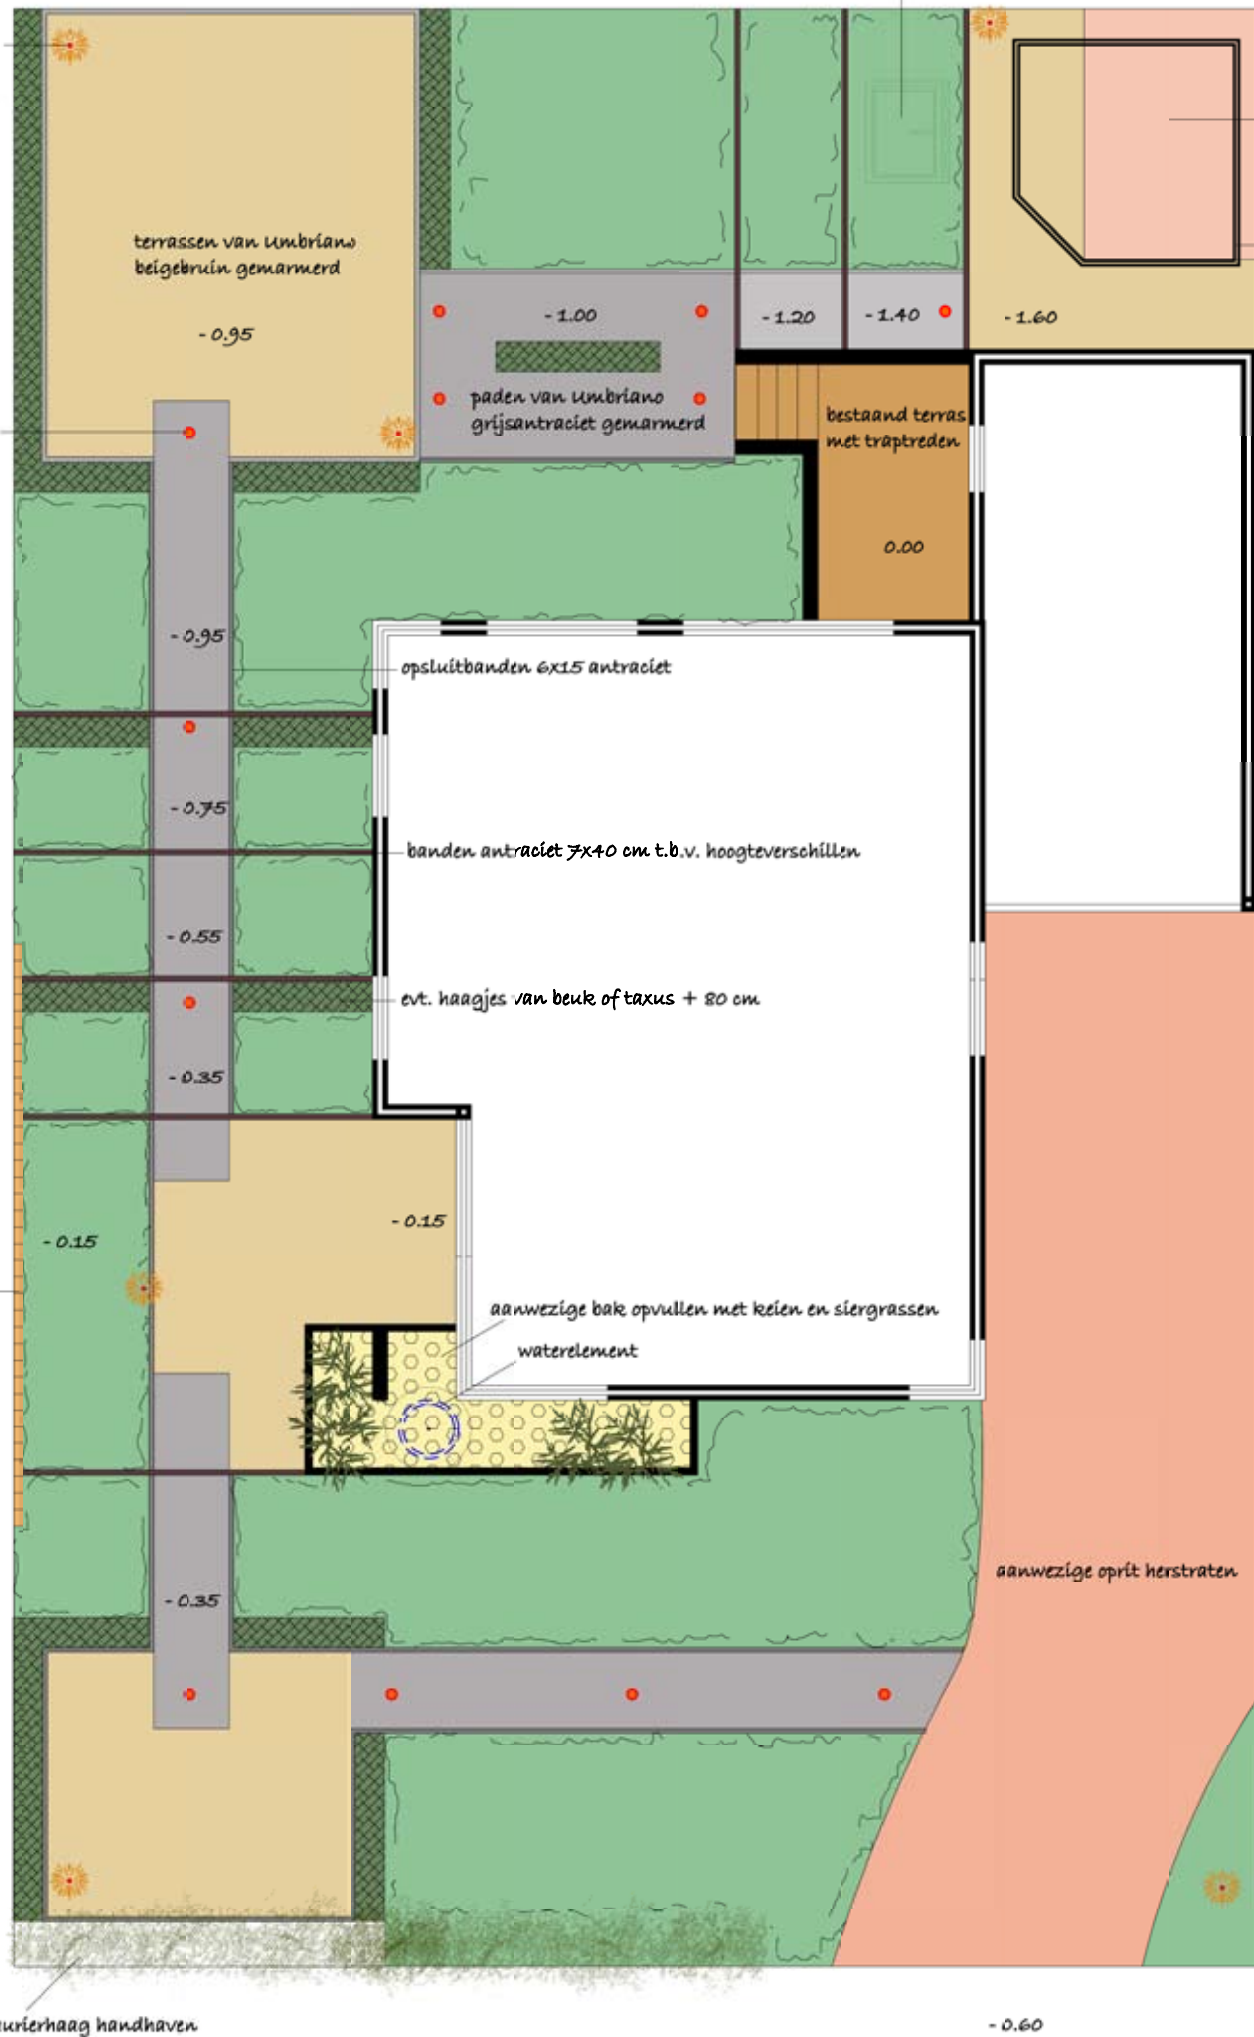 terrassen van Umbriano
beigebruin gemarmerd
- 0.95
- 1.00
- 1.20
- 1.40
- 1.60
paden van Umbriano
grijsantraciet gemarmerd
bestaand terras
met traptreden
0.00
- 0.95
opsluitbanden 6x15 antraciet
- 0.75
banden antraciet 7x40 cm t.b.v. hoogteverschillen
- 0.55
evt. haagjes van beuk of taxus + 80 cm
- 0.35
- 0.15
- 0.15
aanwezige bak opvullen met keien en siergrassen
waterelement
aanwezige oprit herstraten
- 0.35
urierhaag handhaven
- 0.60